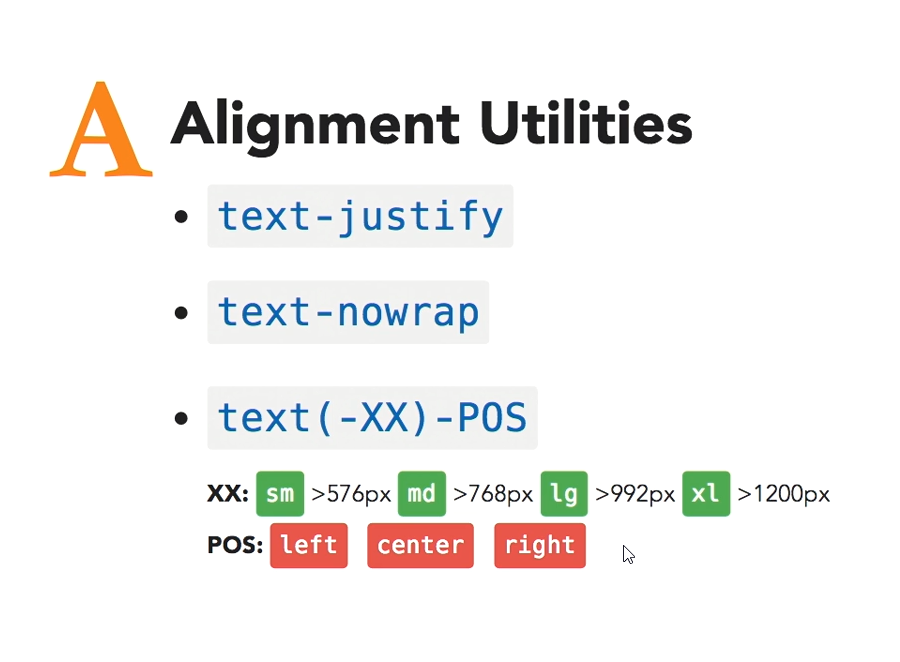 A Alignment Utilities
• text-justify
• text-nowrap
• text(-XX)-POS
XX: sm >576px md >768px lg >992px xl >1200px
POS: left center right